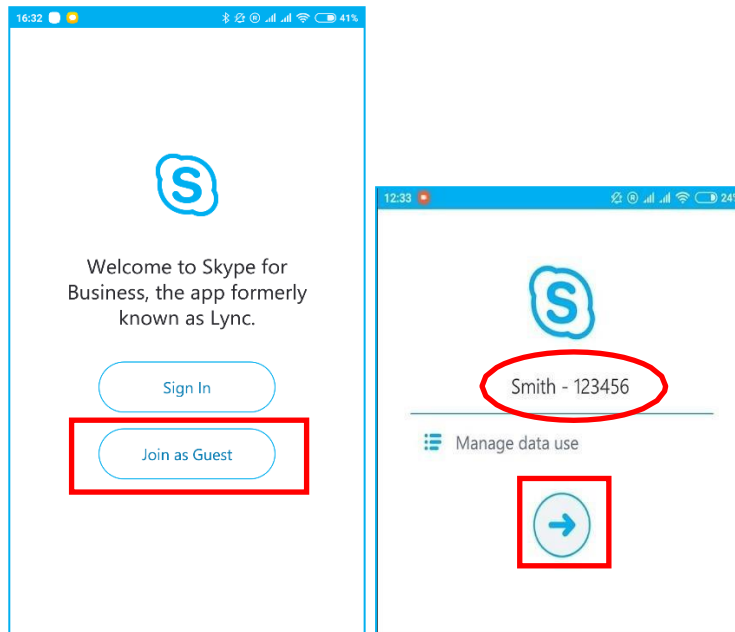 16:32
41%
Welcome to Skype for
Business, the app formerly
known as Lync.
Sign In
Join as Guest
12:33
24%
Smith - 123456
Manage data use